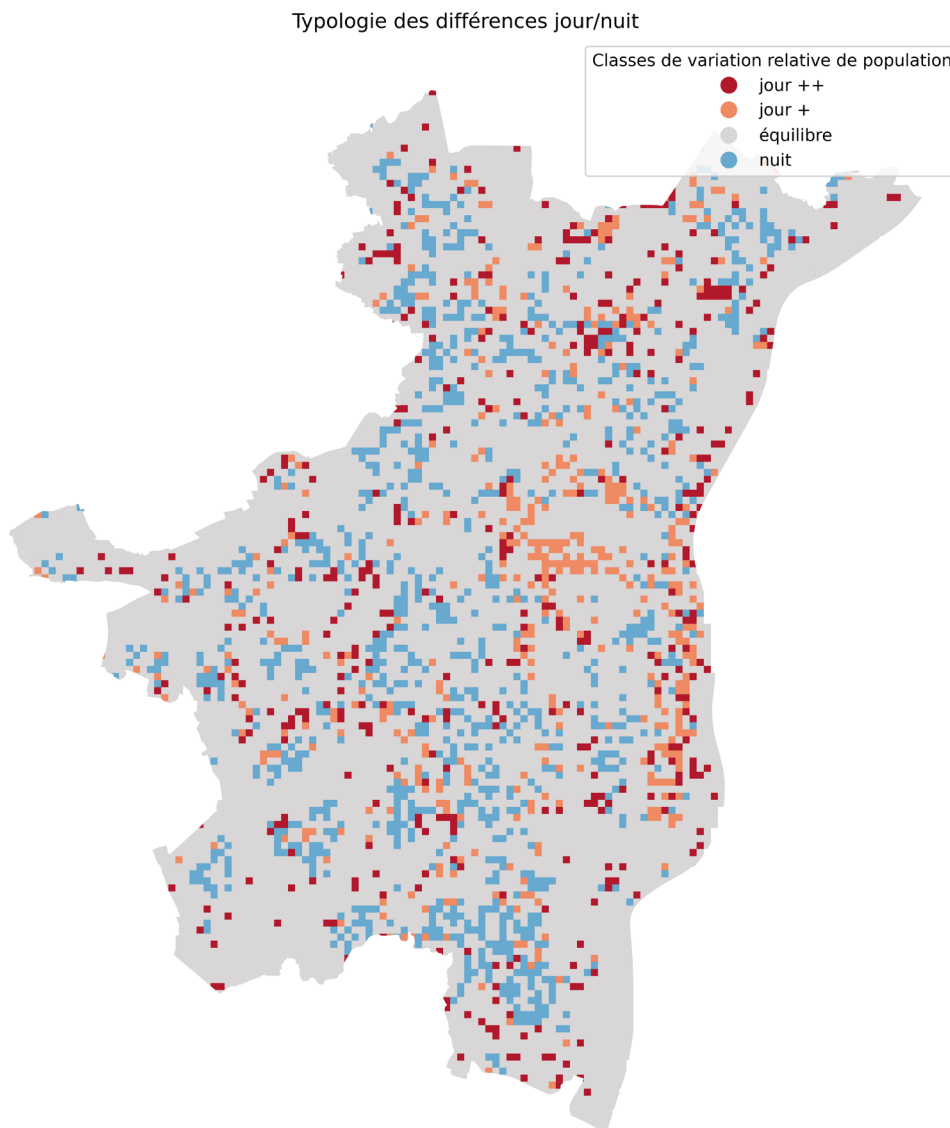 Typologie des différences jour/nuit
Classes de variation relative de population
jour ++
jour +
équilibre
nuit